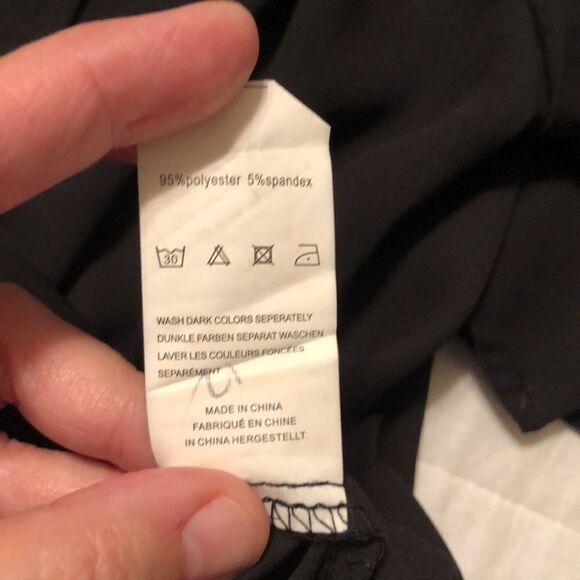 95%polyester 5%spandex
30
WASH DARK COLORS SEPERATELY
DUNKLE FARBEN SEPARAT WASCHEN
LAVER LES COULEURS FONCEES
SEPARÉMENT
MADE IN CHINA
FABRIQUÉ EN CHINE
IN CHINA HERGESTELLT